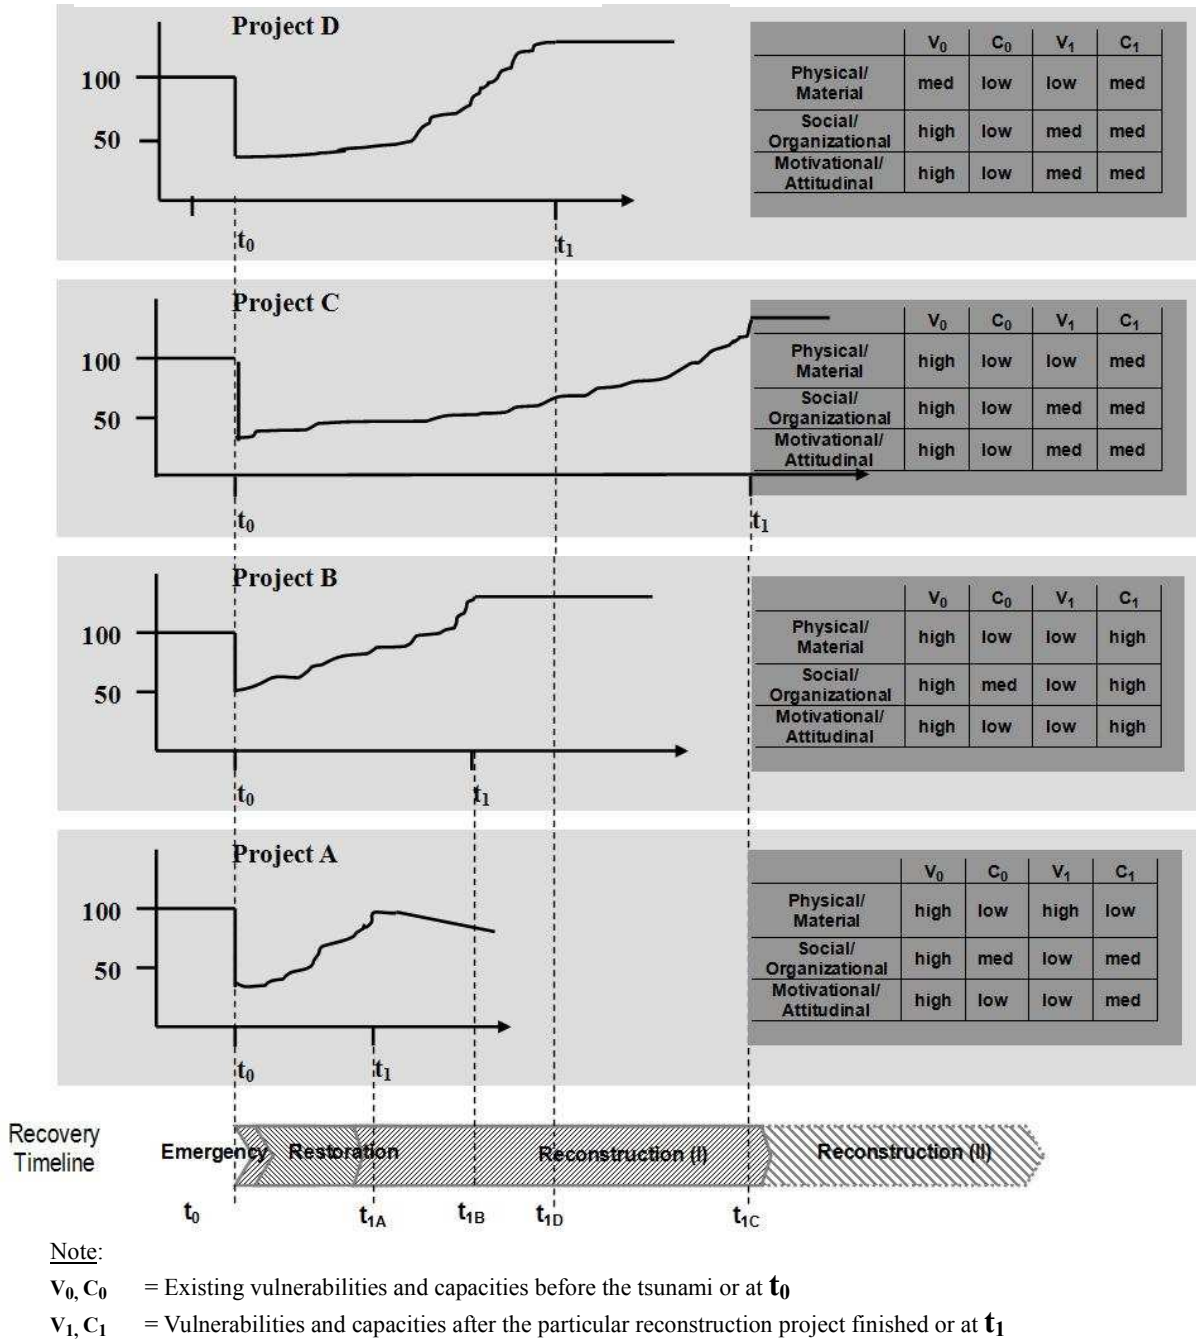 Project D
100
50
t0
t1
V0 C0 V1 C1
Physical/
Material
med low low med
Social/
Organizational
high low med med
Motivational/
Attitudinal
high low med med
Project C
100
50
t0
t1
V0 C0 V1 C1
Physical/
Material
high low low med
Social/
Organizational
high low med med
Motivational/
Attitudinal
high low med med
Project B
100
50
t0
t1
V0 C0 V1 C1
Physical/
Material
high low low high
Social/
Organizational
high med low high
Motivational/
Attitudinal
high low low high
Project A
100
50
t0
t1
V0 C0 V1 C1
Physical/
Material
high low high low
Social/
Organizational
high med low med
Motivational/
Attitudinal
high low low med
Recovery
Timeline
Emergency Restoration Reconstruction (I) Reconstruction (II)
t0 t1A t1B t1D t1C
Note:
V0, C0 = Existing vulnerabilities and capacities before the tsunami or at t0
V1, C1 = Vulnerabilities and capacities after the particular reconstruction project finished or at t1